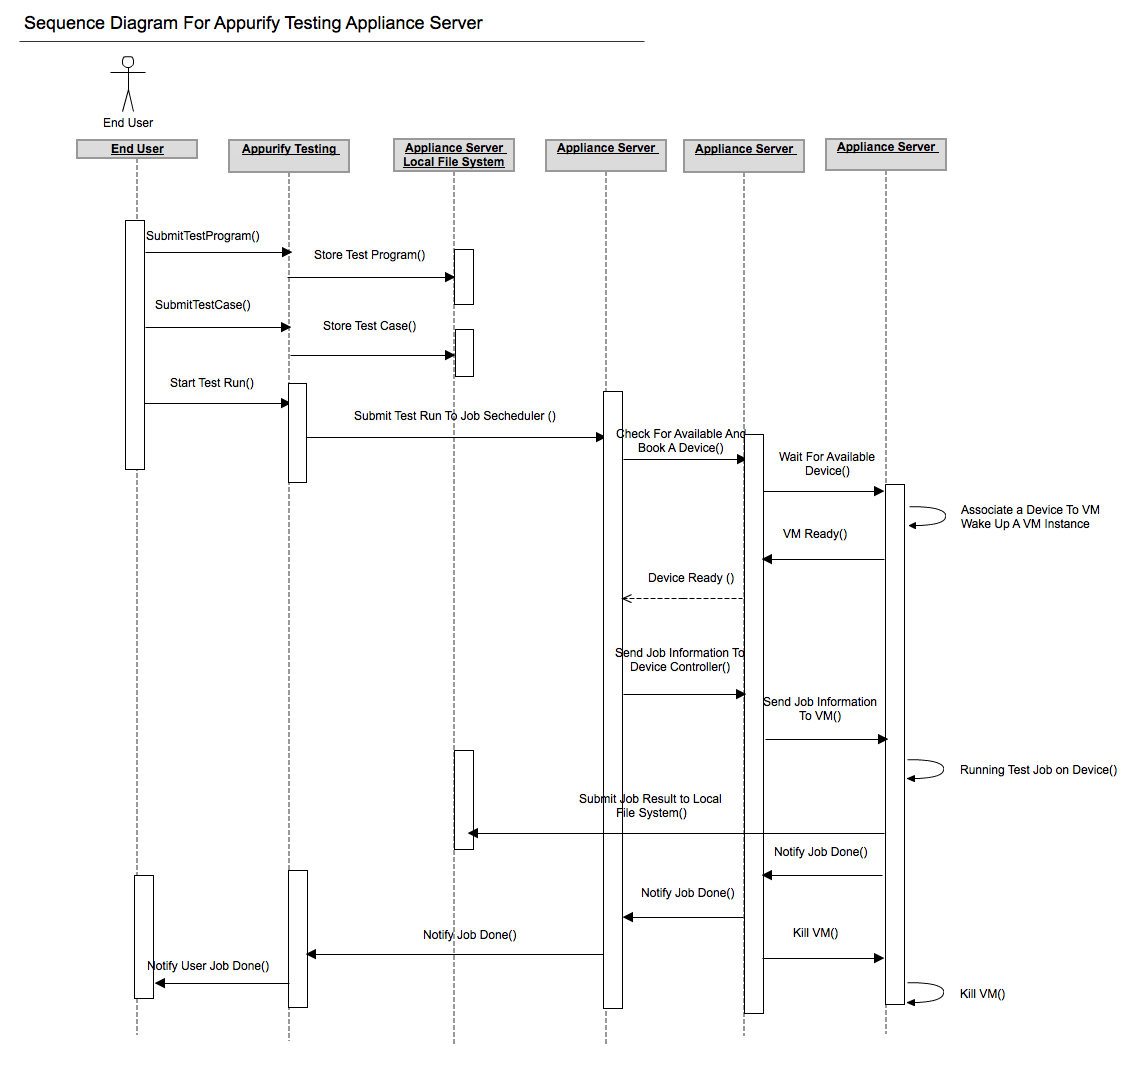 Sequence Diagram For Appurify Testing Appliance Server
End User
End User
Appurify Testing
Appliance Server
Local File System
Appliance Server
Appliance Server
Appliance Server
SubmitTestProgram()
Store Test Program()
SubmitTestCase()
Store Test Case()
Start Test Run()
Submit Test Run To Job Secheduler ()
Check For Available And
Book A Device()
Wait For Available
Device()
Associate a Device To VM
Wake Up A VM Instance
VM Ready()
Device Ready ()
Send Job Information To
Device Controller()
Send Job Information
To VM()
Running Test Job on Device()
Submit Job Result to Local
File System()
Notify Job Done()
Notify Job Done()
Notify Job Done()
Kill VM()
Notify User Job Done()
Kill VM()